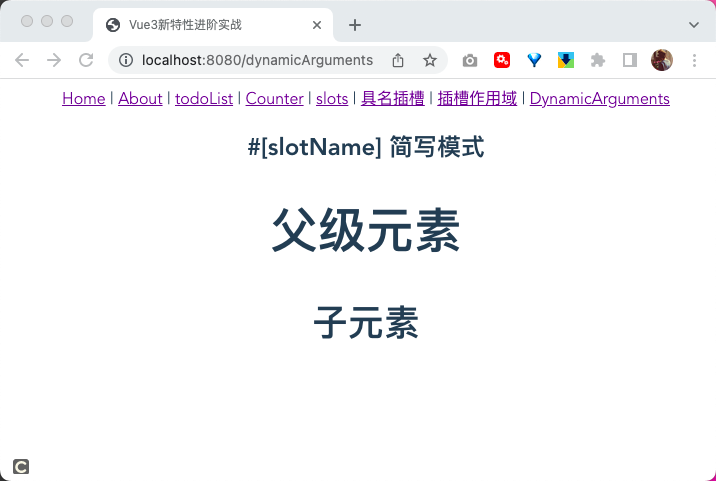 Vue3新特性进阶实战
localhost:8080/dynamicArguments
Home | About | todoList | Counter | slots | 具名插槽 | 插槽作用域 | DynamicArguments
#[slotName] 简写模式
父级元素
子元素
C